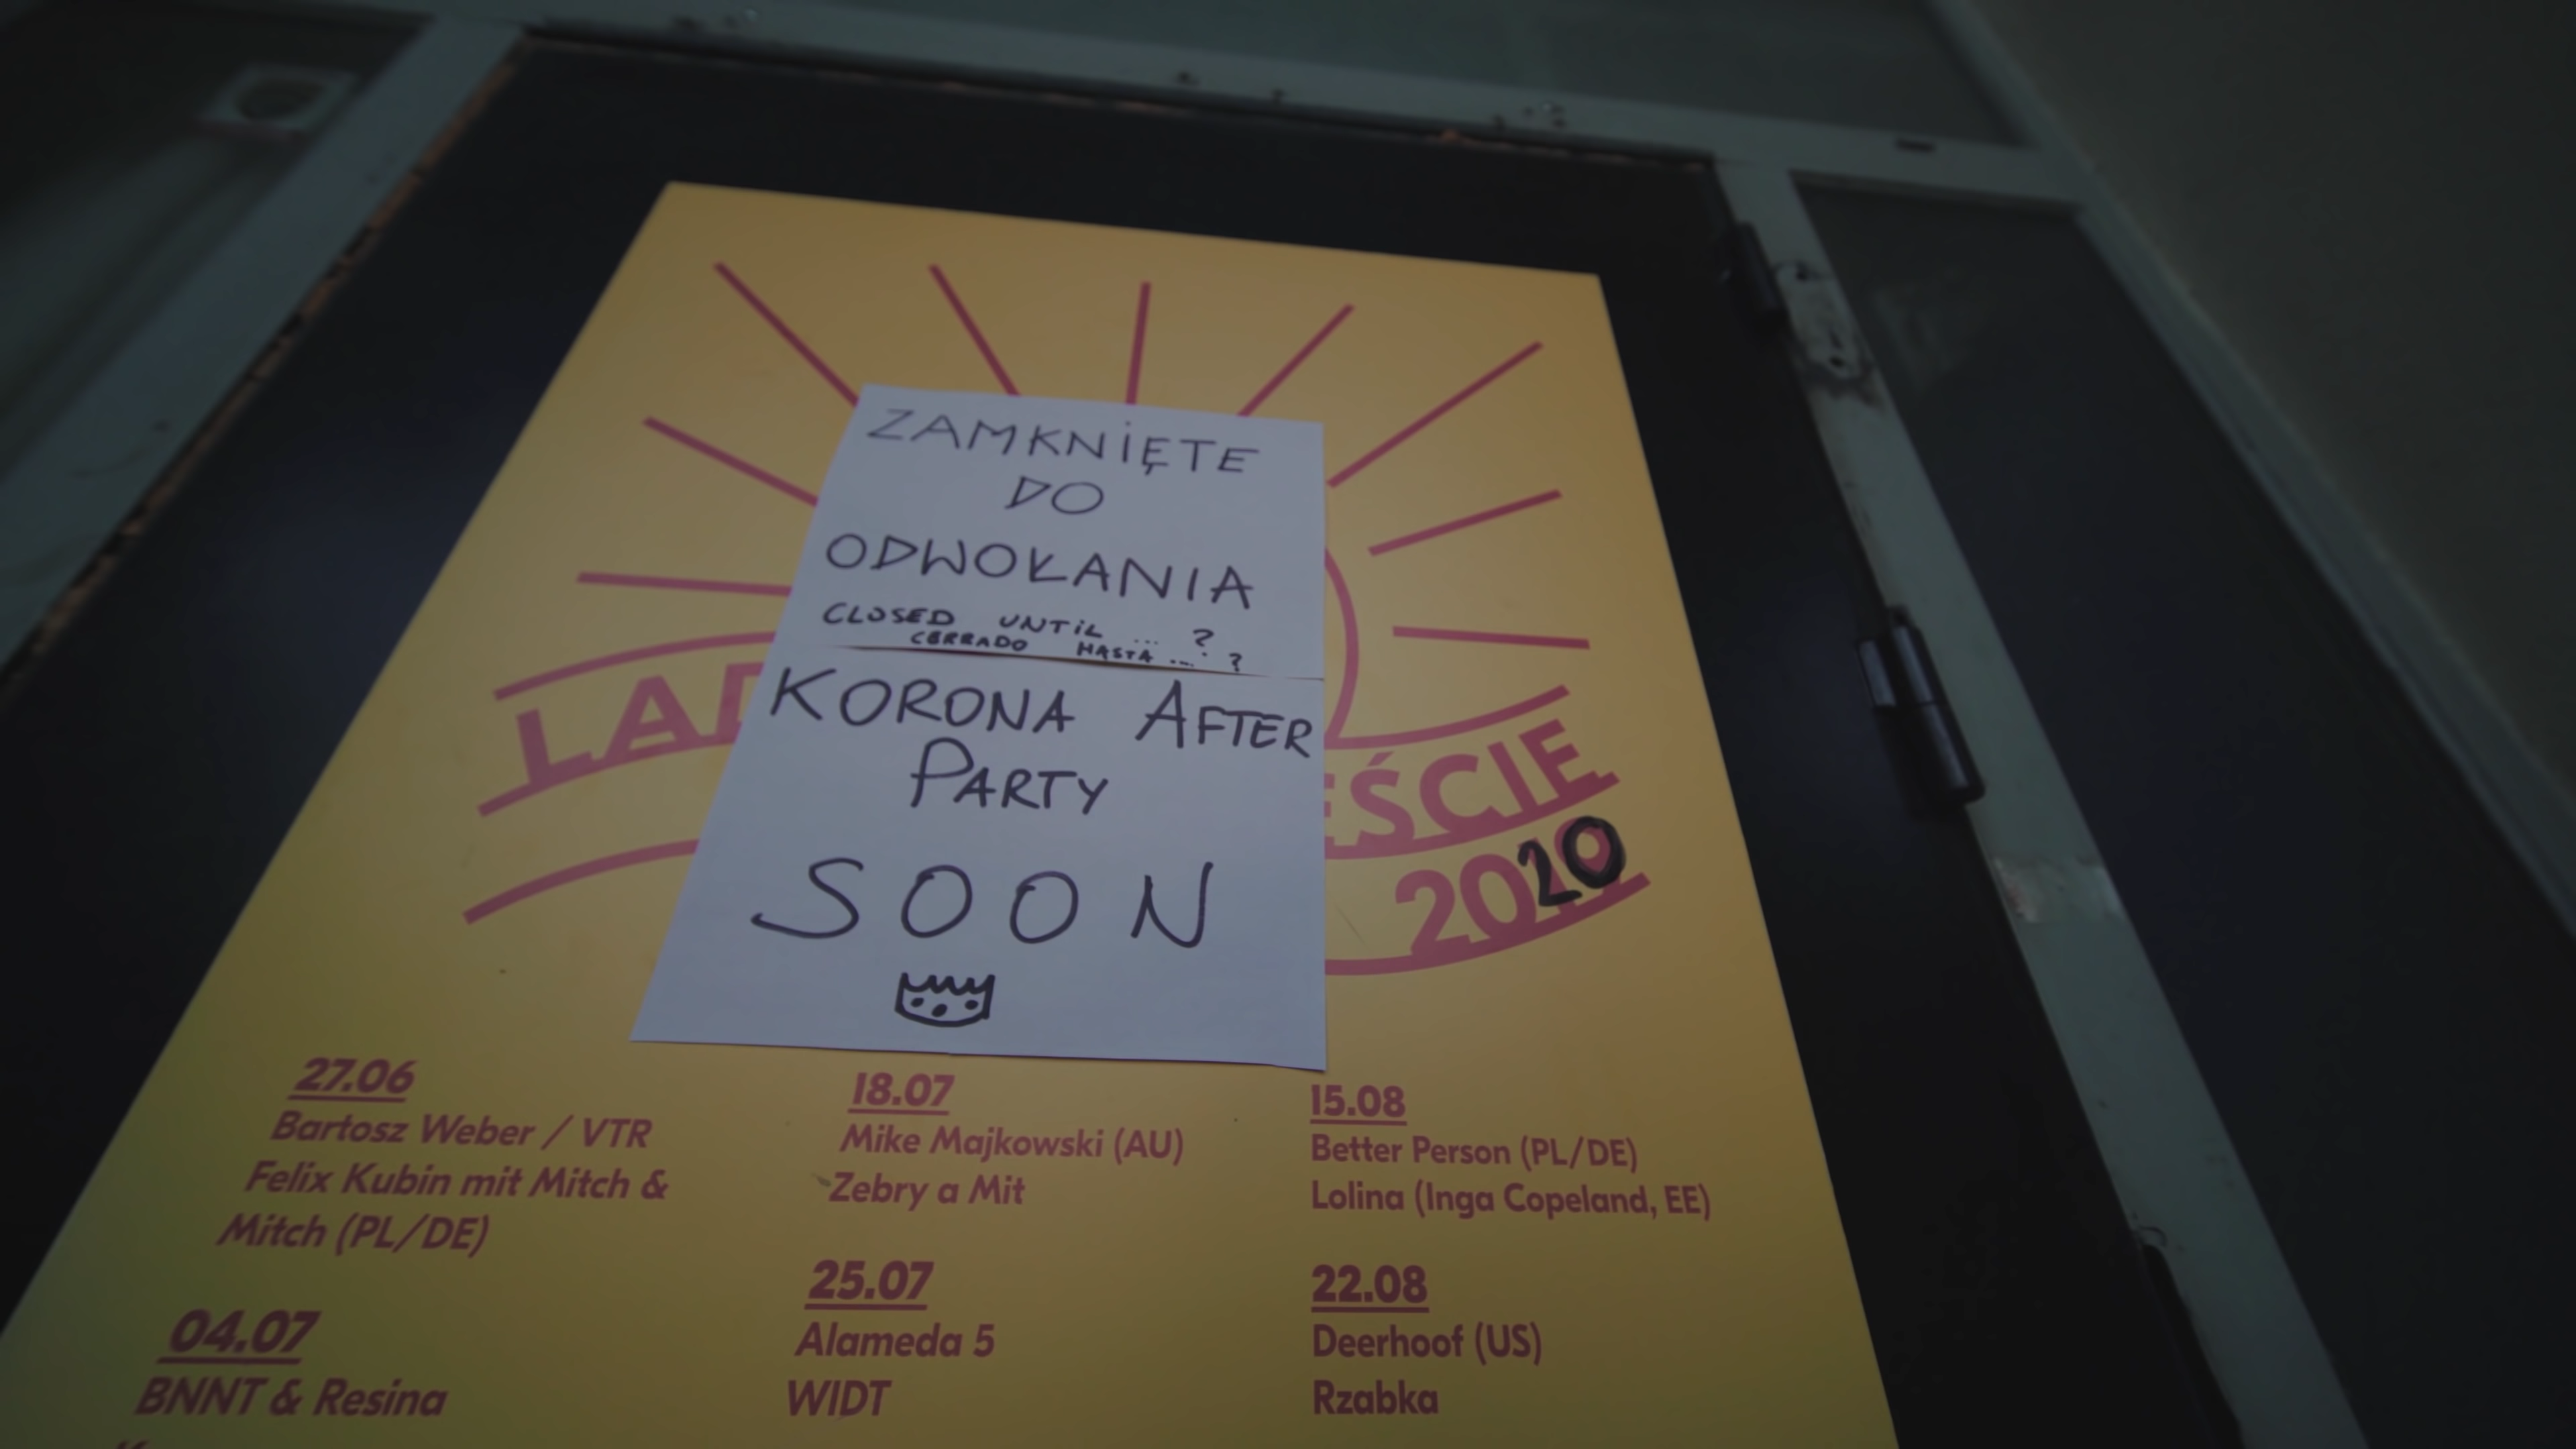 ZAMKNIĘTE
DO
ODWOŁANIA
CLOSED UNTIL ... ?
CERRADO HASTA ... ?
KORONA AFTER
PARTY
SOON
2020
27.06
Bartosz Weber / VTR
Felix Kubin mit Mitch &
Mitch (PL/DE)
04.07
BNNT & Resina
18.07
Mike Majkowski (AU)
Zebry a Mit
25.07
Alameda 5
WIDT
15.08
Better Person (PL/DE)
Lolina (Inga Copeland, EE)
22.08
Deerhoof (US)
Rzabka